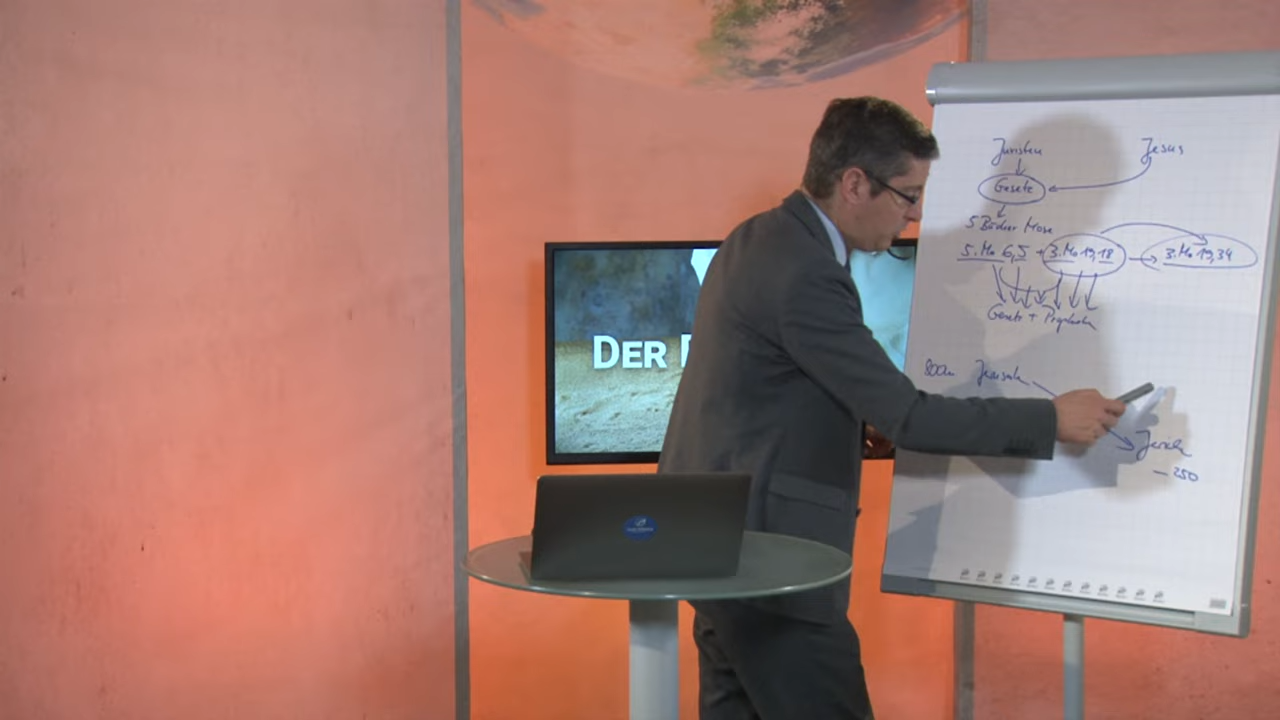 DER
Juristen Jesus
Gesetz
5 Bücher Mose
5. Mo 6,5 + 3. Mo 19,18 → 3. Mo 19,34
Gesetz + Propheten
800m Jerusalem
Jericho
- 250